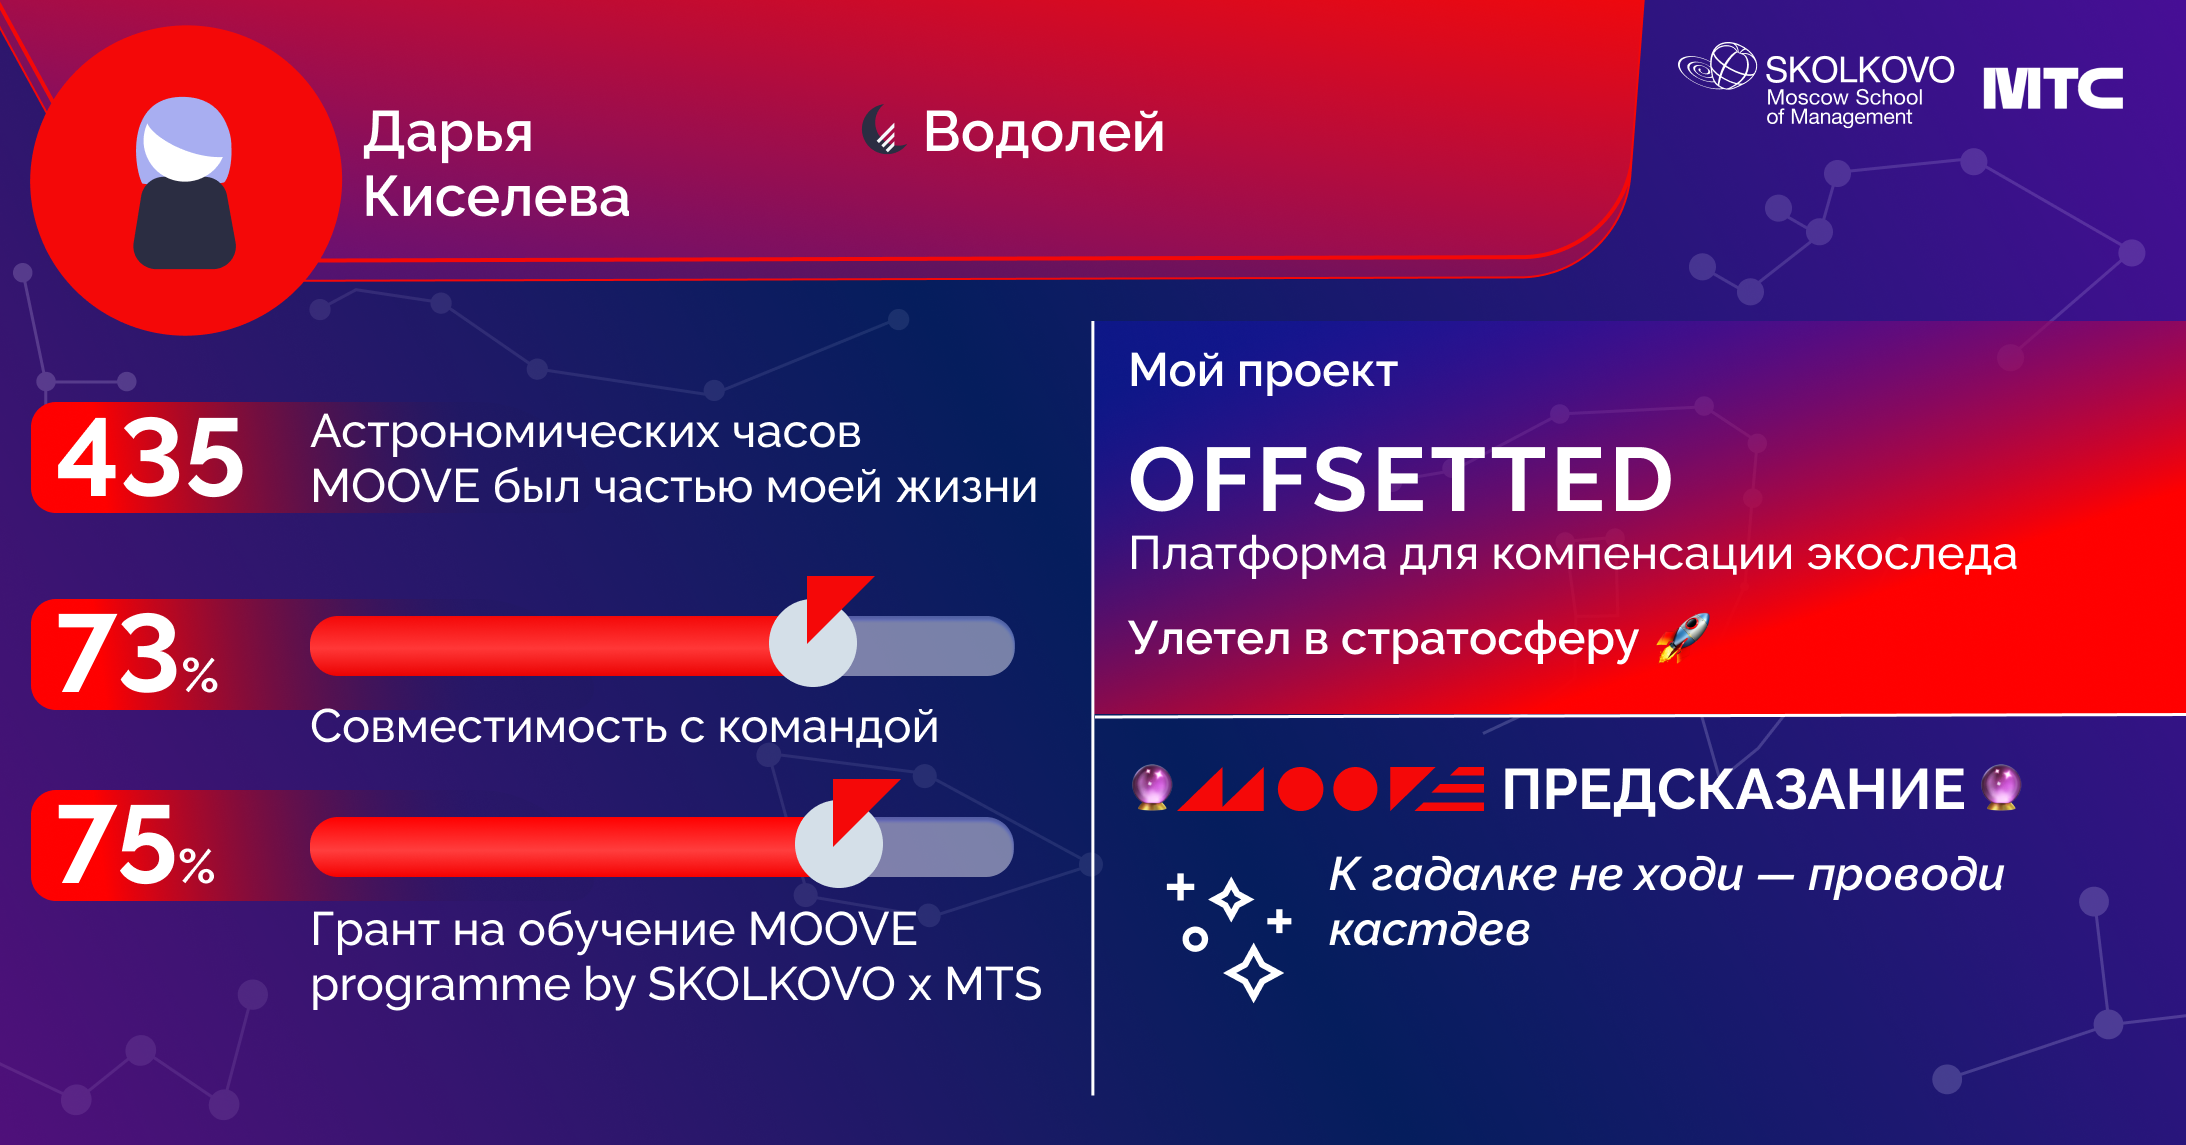 Дарья
Киселева
Водолей
SKOLKOVO
Moscow School
of Management
МТС
435
Астрономических часов
MOOVE был частью моей жизни
73%
Совместимость с командой
75%
Грант на обучение MOOVE
programme by SKOLKOVO x MTS
Мой проект
OFFSETTED
Платформа для компенсации экоследа
Улетел в стратосферу 🚀
🔮 MOOVE ПРЕДСКАЗАНИЕ 🔮
К гадалке не ходи — проводи
кастдев